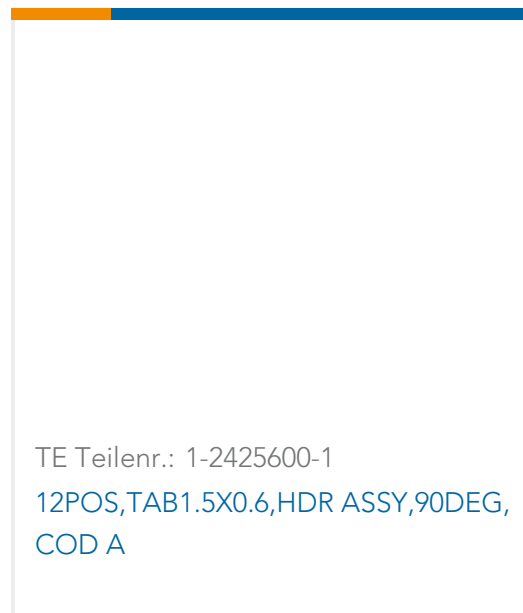 TE Teilenr.: 1-2425600-1
12POS,TAB1.5X0.6,HDR ASSY,90DEG,
COD A